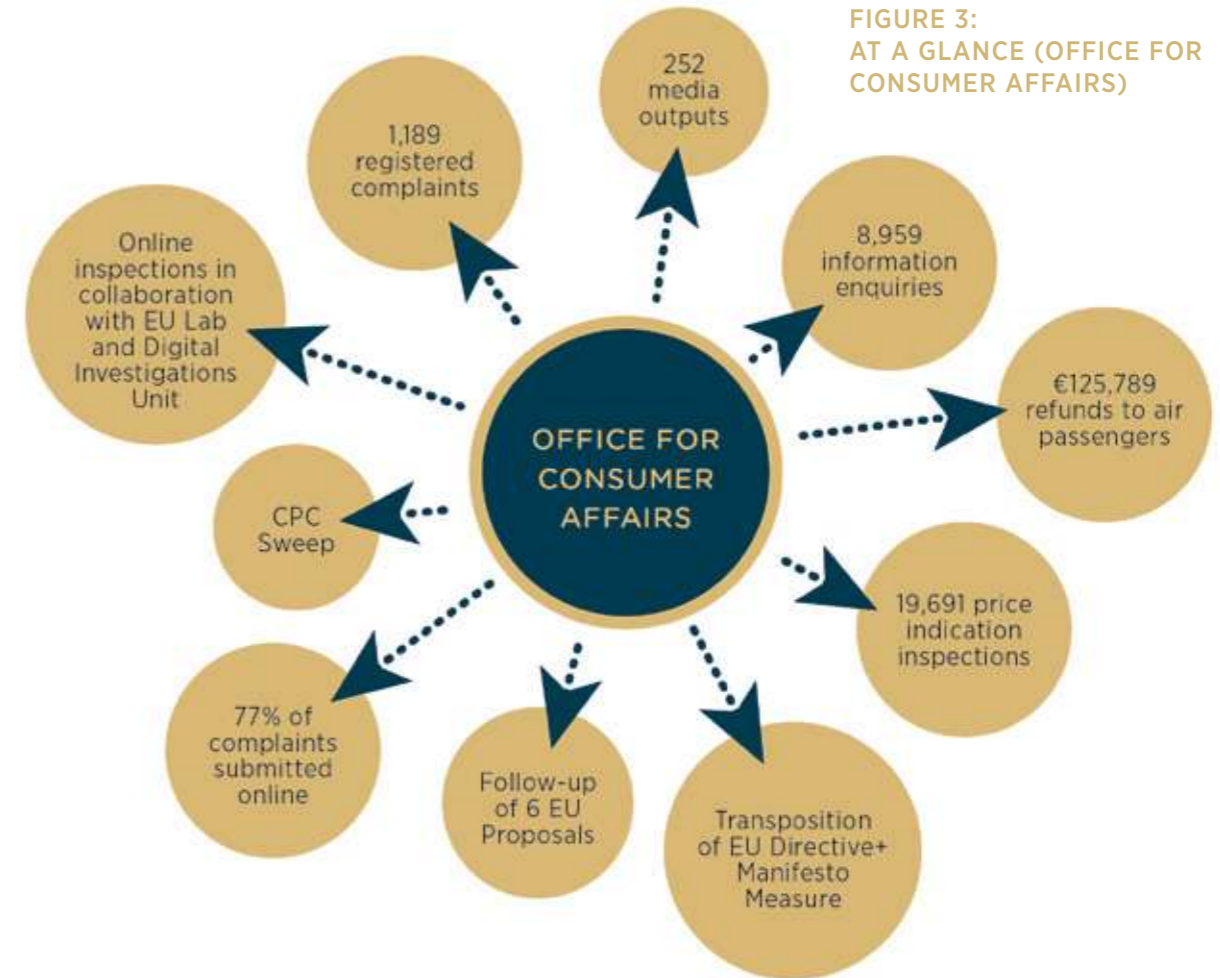 FIGURE 3:
AT A GLANCE (OFFICE FOR
CONSUMER AFFAIRS)
252
media
outputs
1,189
registered
complaints
8,959
information
enquiries
Online
inspections in
collaboration
with EU Lab
and Digital
Investigations
Unit
€125,789
refunds to air
passengers
OFFICE FOR
CONSUMER
AFFAIRS
CPC
Sweep
19,691 price
indication
inspections
77% of
complaints
submitted
online
Follow-up
of 6 EU
Proposals
Transposition
of EU Directive+
Manifesto
Measure